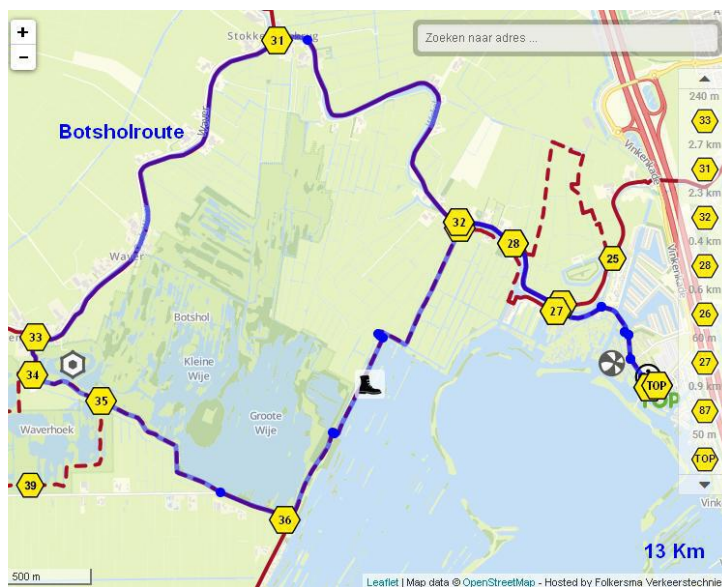 +
−
31
Zoeken naar adres ...
Botsholroute
Waver
Waver
Botshol
Kleine
Wije
Groote
Wije
Waverhoek
Vinkenkade
Vinkenkade
32
28
25
27
33
34
35
39
36
TOP
TOP
240 m
33
2.7 km
31
2.3 km
32
0.4 km
28
0.6 km
26
60 m
27
0.9 km
87
50 m
TOP
Vink
13 Km
500 m
Leaflet | Map data © OpenStreetMap - Hosted by Folkersma Verkeerstechnie